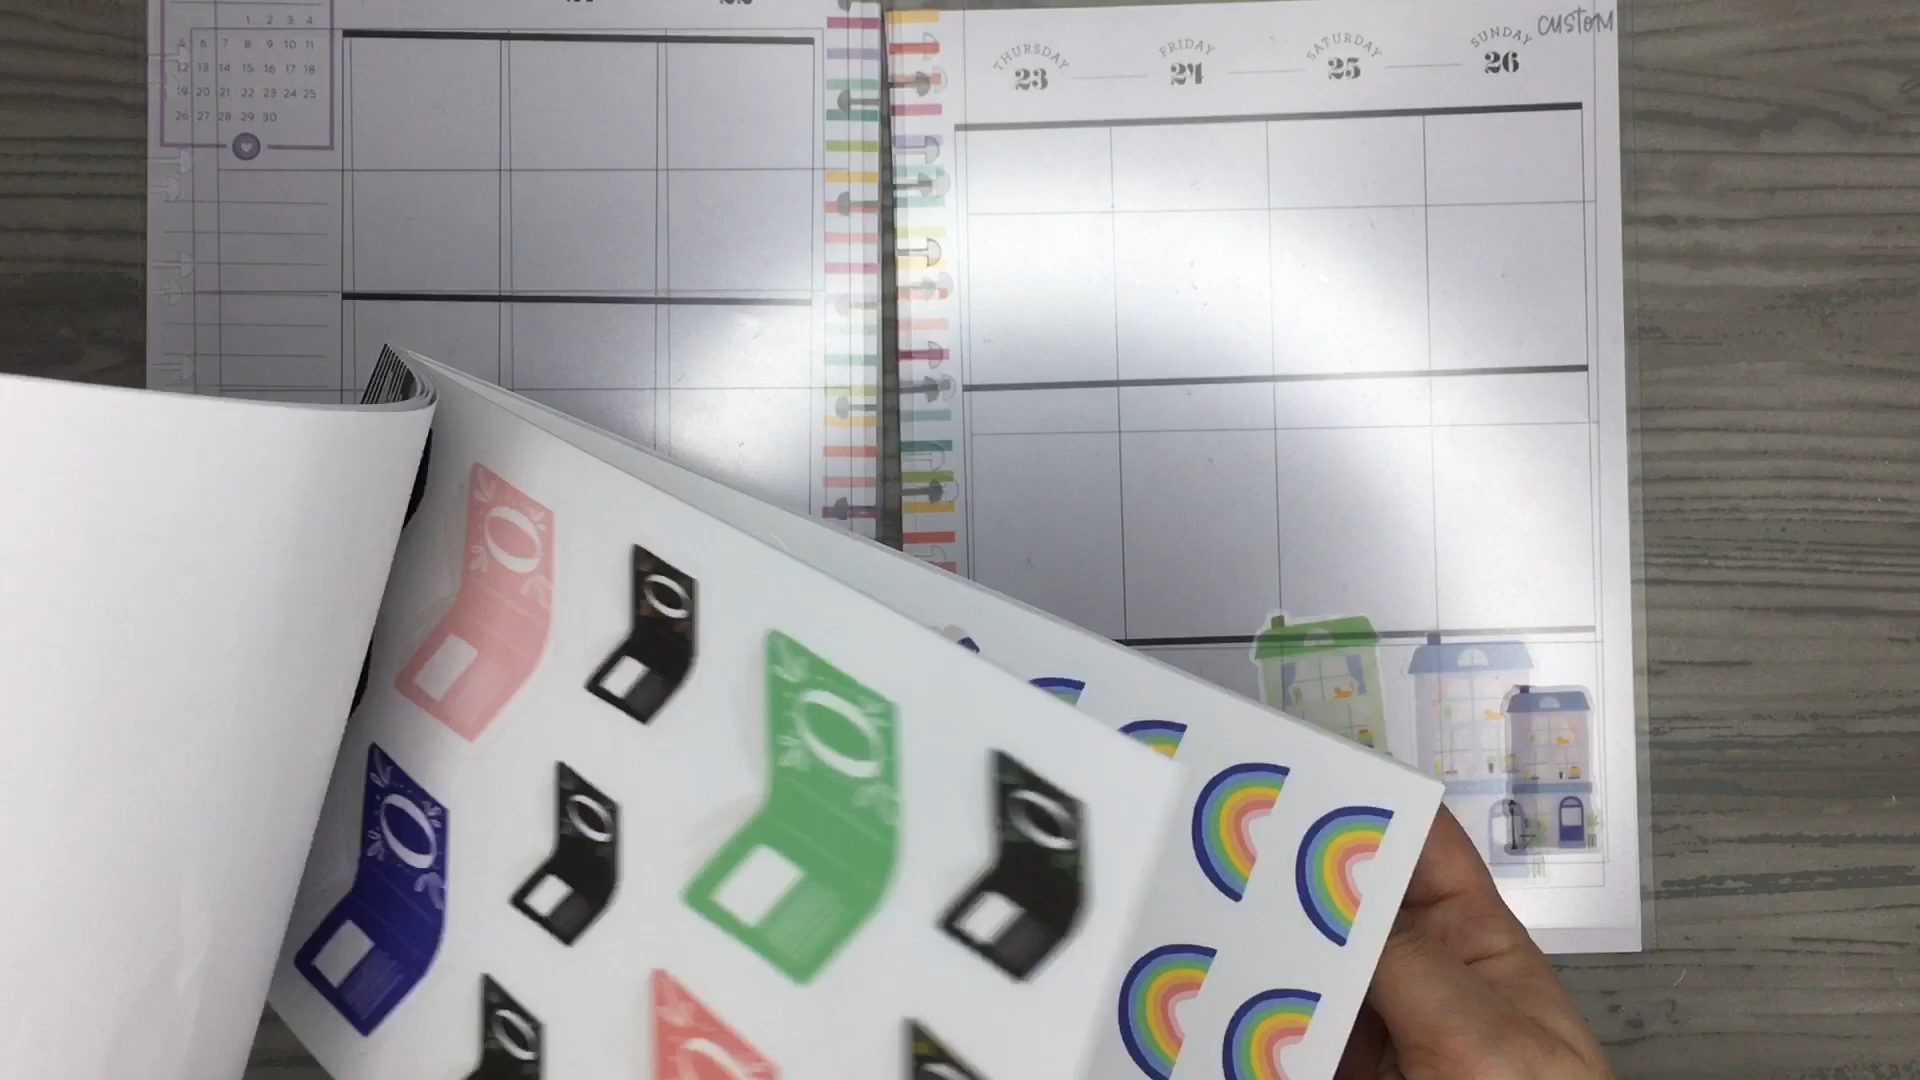 1 2 3 4
5 6 7 8 9 10 11
12 13 14 15 16 17 18
19 20 21 22 23 24 25
26 27 28 29 30
THURSDAY
23
FRIDAY
24
SATURDAY
25
SUNDAY
26
custom